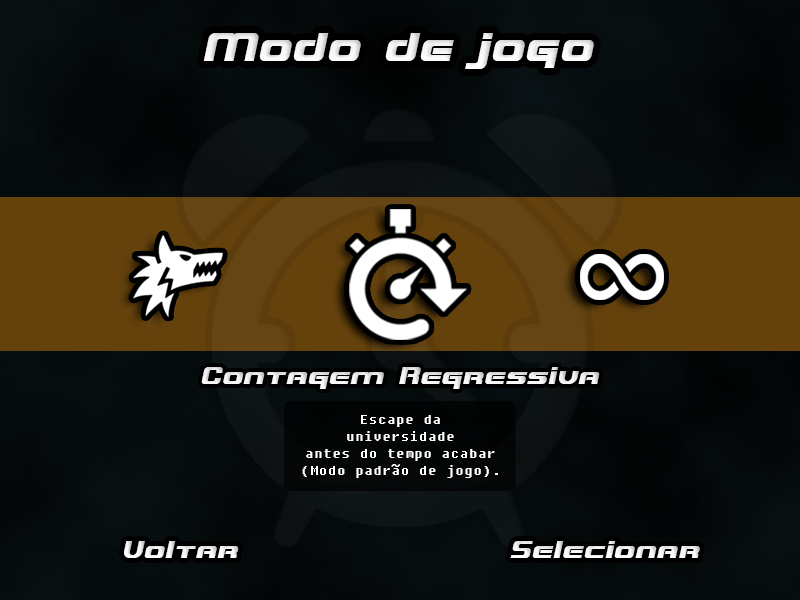 Modo de jogo
Contagem Regressiva
Escape da
universidade
antes do tempo acabar
(Modo padrão de jogo).
Voltar
Selecionar